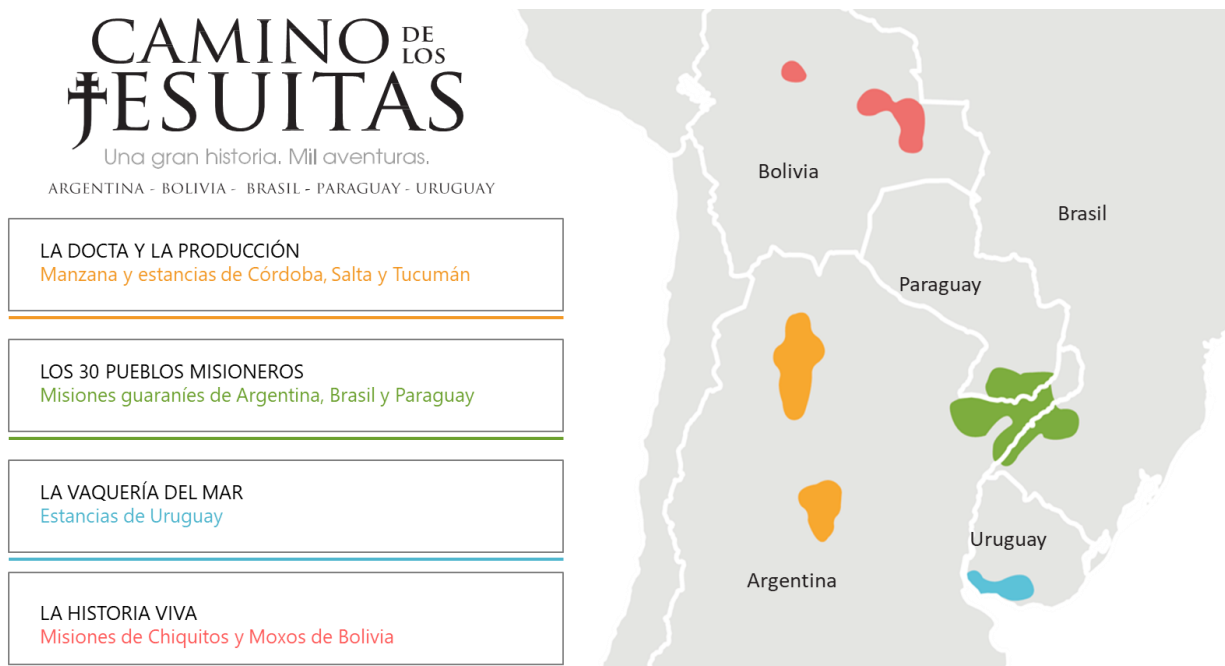 CAMINO DE LOS
JESUITAS
Una gran historia. Mil aventuras.
ARGENTINA - BOLIVIA - BRASIL - PARAGUAY - URUGUAY
LA DOCTA Y LA PRODUCCIÓN
Manzana y estancias de Córdoba, Salta y Tucumán
LOS 30 PUEBLOS MISIONEROS
Misiones guaraníes de Argentina, Brasil y Paraguay
LA VAQUERÍA DEL MAR
Estancias de Uruguay
LA HISTORIA VIVA
Misiones de Chiquitos y Moxos de Bolivia
Bolivia
Brasil
Paraguay
Uruguay
Argentina